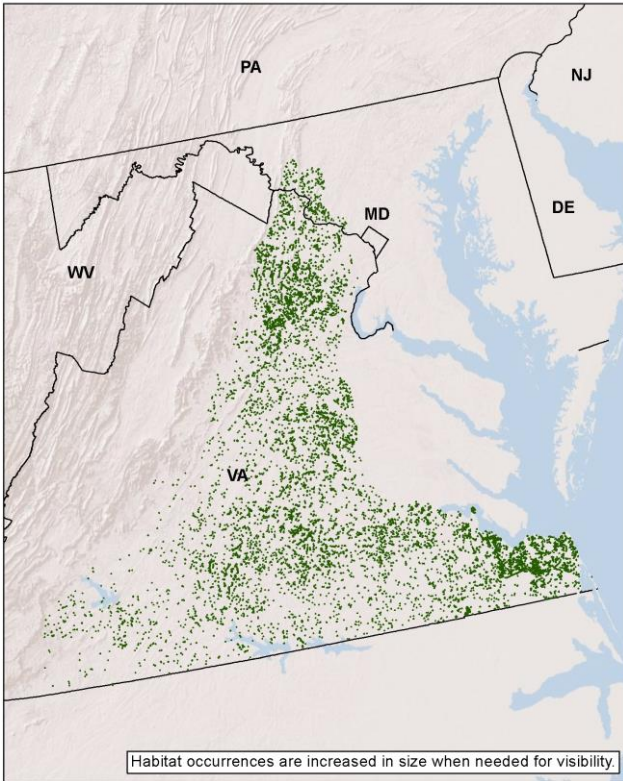 PA
NJ
MD
DE
WV
VA
Habitat occurrences are increased in size when needed for visibility.